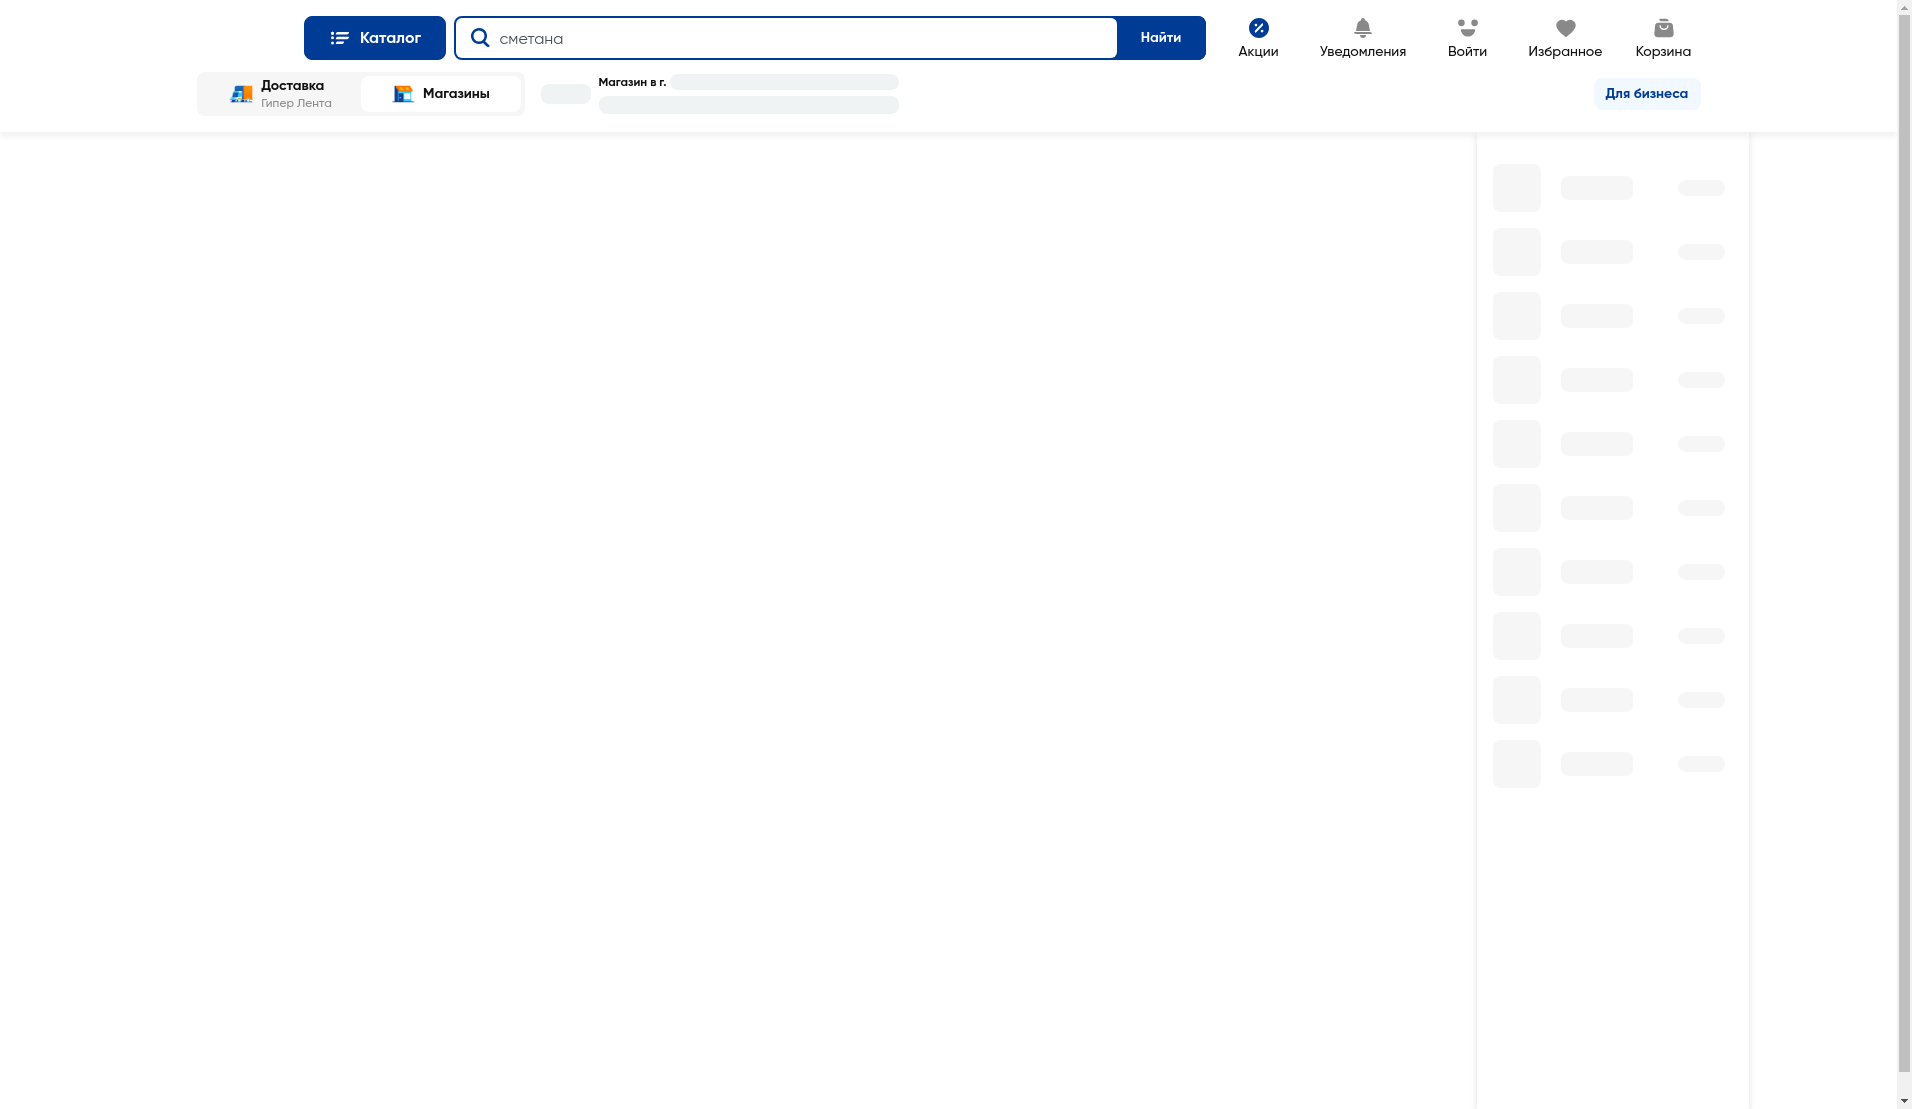 Каталог
сметана
Найти
Акции
Уведомления
Войти
Избранное
Корзина
Доставка
Гипер Лента
Магазины
Магазин в г.
Для бизнеса